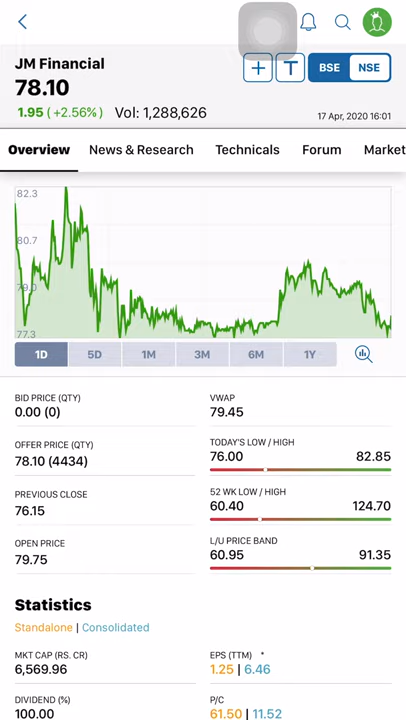 JM Financial
78.10
1.95 (+2.56%) Vol: 1,288,626
+ T BSE NSE
17 Apr, 2020 16:01
Overview News & Research Technicals Forum Market
82.3
80.7
79.0
77.3
1D 5D 1M 3M 6M 1Y
BID PRICE (QTY)
0.00 (0)
VWAP
79.45
OFFER PRICE (QTY)
78.10 (4434)
TODAY'S LOW / HIGH
76.00 82.85
PREVIOUS CLOSE
76.15
52 WK LOW / HIGH
60.40 124.70
OPEN PRICE
79.75
L/U PRICE BAND
60.95 91.35
Statistics
Standalone | Consolidated
MKT CAP (RS. CR)
6,569.96
EPS (TTM) *
1.25 | 6.46
DIVIDEND (%)
100.00
P/C
61.50 | 11.52